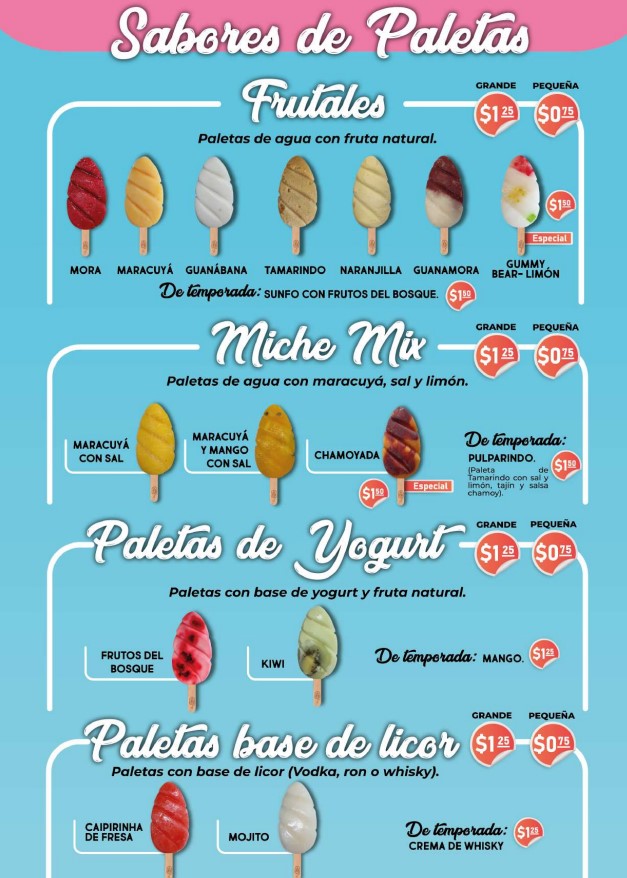 Sabores de Paletas
Frutales
GRANDE PEQUEÑA
$1 25 $0 75
Paletas de agua con fruta natural.
$1 50
Especial
MORA MARACUYÁ GUANÁBANA TAMARINDO NARANJILLA GUANAMORA GUMMY
BEAR- LIMÓN
De temporada: SUNFO CON FRUTOS DEL BOSQUE. $1 50
Miche Mix
GRANDE PEQUEÑA
$1 25 $0 75
Paletas de agua con maracuyá, sal y limón.
MARACUYÁ
CON SAL
MARACUYÁ
Y MANGO
CON SAL
CHAMOYADA
$1 50 Especial
De temporada:
PULPARINDO. $1 50
(Paleta de
Tamarindo con sal y
limón, tajin y salsa
chamoy).
Paletas de Yogurt
GRANDE PEQUEÑA
$1 25 $0 75
Paletas con base de yogurt y fruta natural.
FRUTOS DEL
BOSQUE
KIWI
De temporada: MANGO. $1 25
Paletas base de licor
GRANDE PEQUEÑA
$1 25 $0 75
Paletas con base de licor (Vodka, ron o whisky).
CAIPIRINHA
DE FRESA
MOJITO
De temporada: $1 25
CREMA DE WHISKY